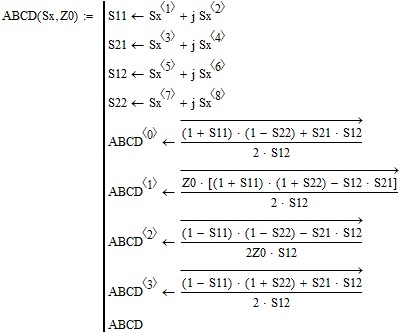 ABCD(Sx, Z0) := S11 ← Sx⟨1⟩ + j Sx⟨2⟩
S21 ← Sx⟨3⟩ + j Sx⟨4⟩
S12 ← Sx⟨5⟩ + j Sx⟨6⟩
S22 ← Sx⟨7⟩ + j Sx⟨8⟩
ABCD⟨0⟩ ← (1 + S11) · (1 − S22) + S21 · S12
2 · S12
ABCD⟨1⟩ ← Z0 · [(1 + S11) · (1 + S22) − S12 · S21]
2 · S12
ABCD⟨2⟩ ← (1 − S11) · (1 − S22) − S21 · S12
2Z0 · S12
ABCD⟨3⟩ ← (1 − S11) · (1 + S22) + S21 · S12
2 · S12
ABCD